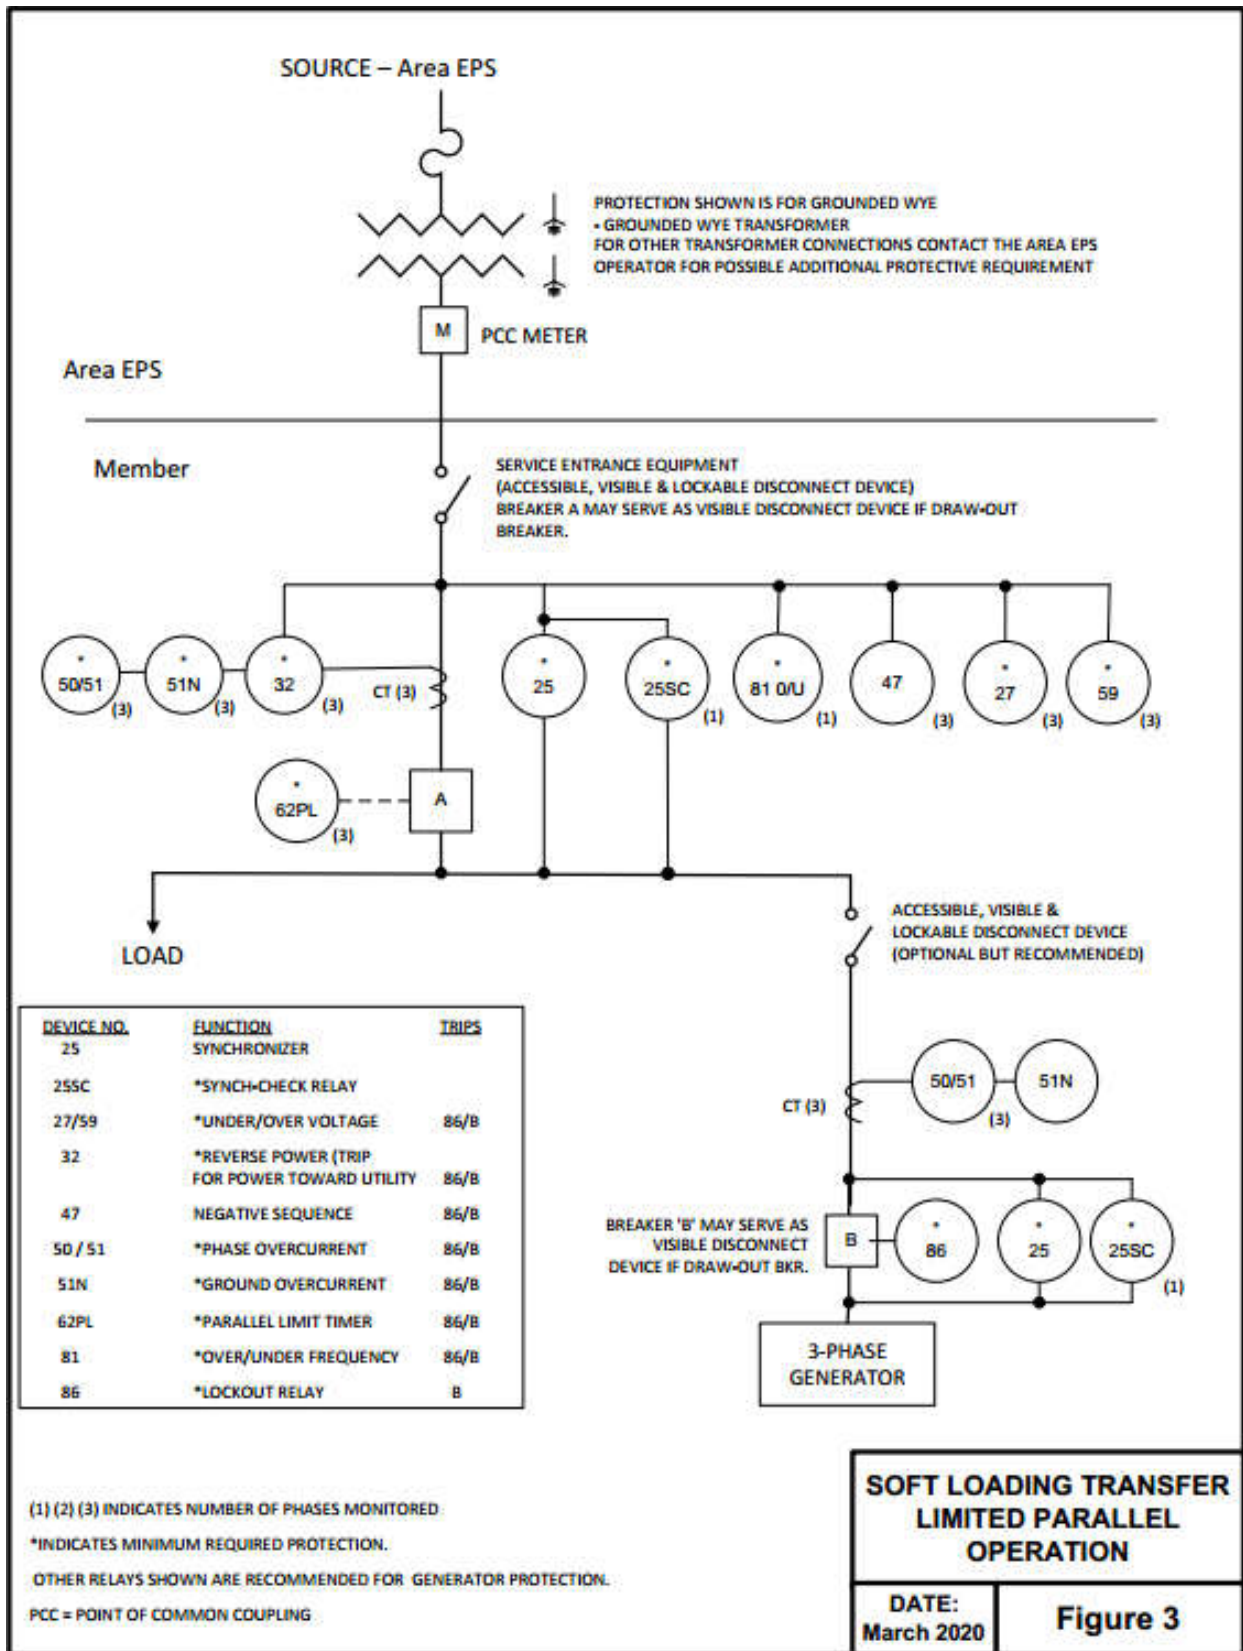 SOURCE – Area EPS
PROTECTION SHOWN IS FOR GROUNDED WYE
- GROUNDED WYE TRANSFORMER
FOR OTHER TRANSFORMER CONNECTIONS CONTACT THE AREA EPS
OPERATOR FOR POSSIBLE ADDITIONAL PROTECTIVE REQUIREMENT
M
PCC METER
Area EPS
Member
SERVICE ENTRANCE EQUIPMENT
(ACCESSIBLE, VISIBLE & LOCKABLE DISCONNECT DEVICE)
BREAKER A MAY SERVE AS VISIBLE DISCONNECT DEVICE IF DRAW-OUT
BREAKER.
* 50/51 (3)
* 51N (3)
* 32 (3)
CT (3)
* 25
* 25SC (1)
* 81 O/U (1)
47 (3)
* 27 (3)
* 59 (3)
* 62PL (3)
A
LOAD
ACCESSIBLE, VISIBLE &
LOCKABLE DISCONNECT DEVICE
(OPTIONAL BUT RECOMMENDED)
CT (3)
50/51 (3)
51N
BREAKER 'B' MAY SERVE AS
VISIBLE DISCONNECT
DEVICE IF DRAW-OUT BKR.
B
* 86
* 25
* 25SC (1)
3-PHASE
GENERATOR
DEVICE NO. FUNCTION TRIPS
25 SYNCHRONIZER
25SC *SYNCH-CHECK RELAY
27/59 *UNDER/OVER VOLTAGE 86/B
32 *REVERSE POWER (TRIP
FOR POWER TOWARD UTILITY 86/B
47 NEGATIVE SEQUENCE 86/B
50 / 51 *PHASE OVERCURRENT 86/B
51N *GROUND OVERCURRENT 86/B
62PL *PARALLEL LIMIT TIMER 86/B
81 *OVER/UNDER FREQUENCY 86/B
86 *LOCKOUT RELAY B
(1) (2) (3) INDICATES NUMBER OF PHASES MONITORED
*INDICATES MINIMUM REQUIRED PROTECTION.
OTHER RELAYS SHOWN ARE RECOMMENDED FOR GENERATOR PROTECTION.
PCC = POINT OF COMMON COUPLING
SOFT LOADING TRANSFER
LIMITED PARALLEL
OPERATION
DATE:
March 2020
Figure 3